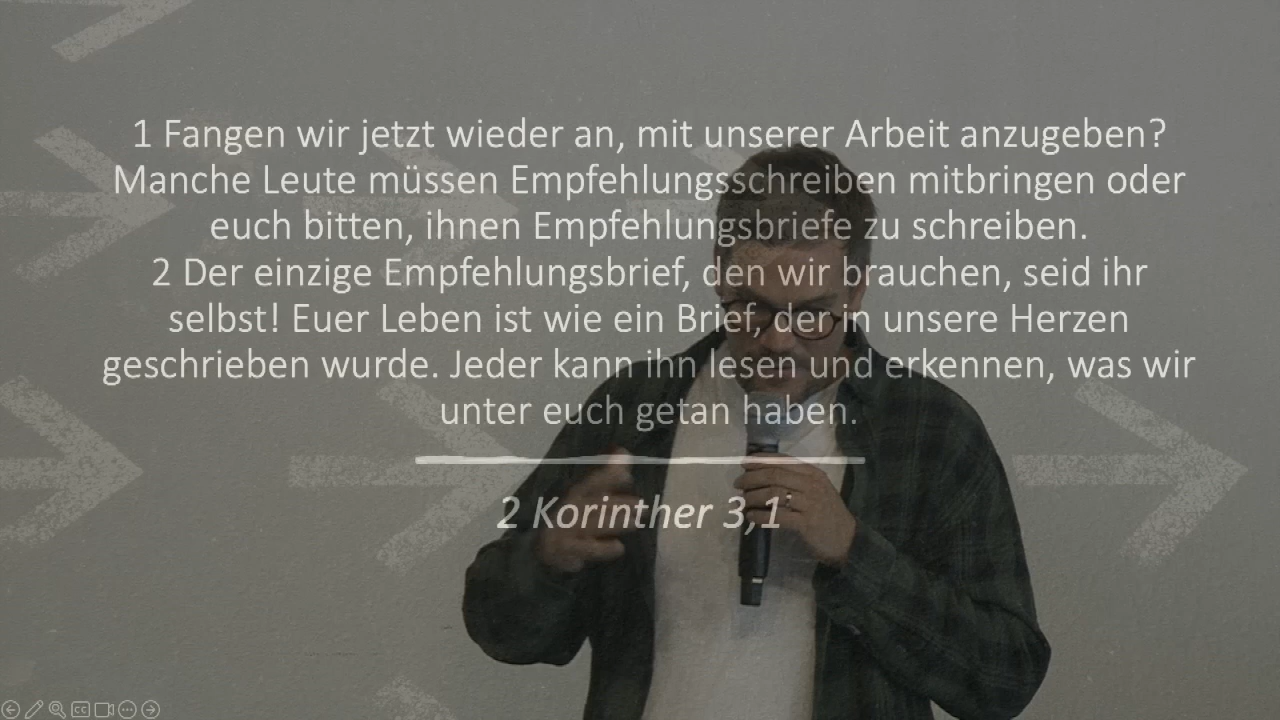 1 Fangen wir jetzt wieder an, mit unserer Arbeit anzugeben?
Manche Leute müssen Empfehlungsschreiben mitbringen oder
euch bitten, ihnen Empfehlungsbriefe zu schreiben.
2 Der einzige Empfehlungsbrief, den wir brauchen, seid ihr
selbst! Euer Leben ist wie ein Brief, der in unsere Herzen
geschrieben wurde. Jeder kann ihn lesen und erkennen, was wir
unter euch getan haben.
2 Korinther 3,1
CC